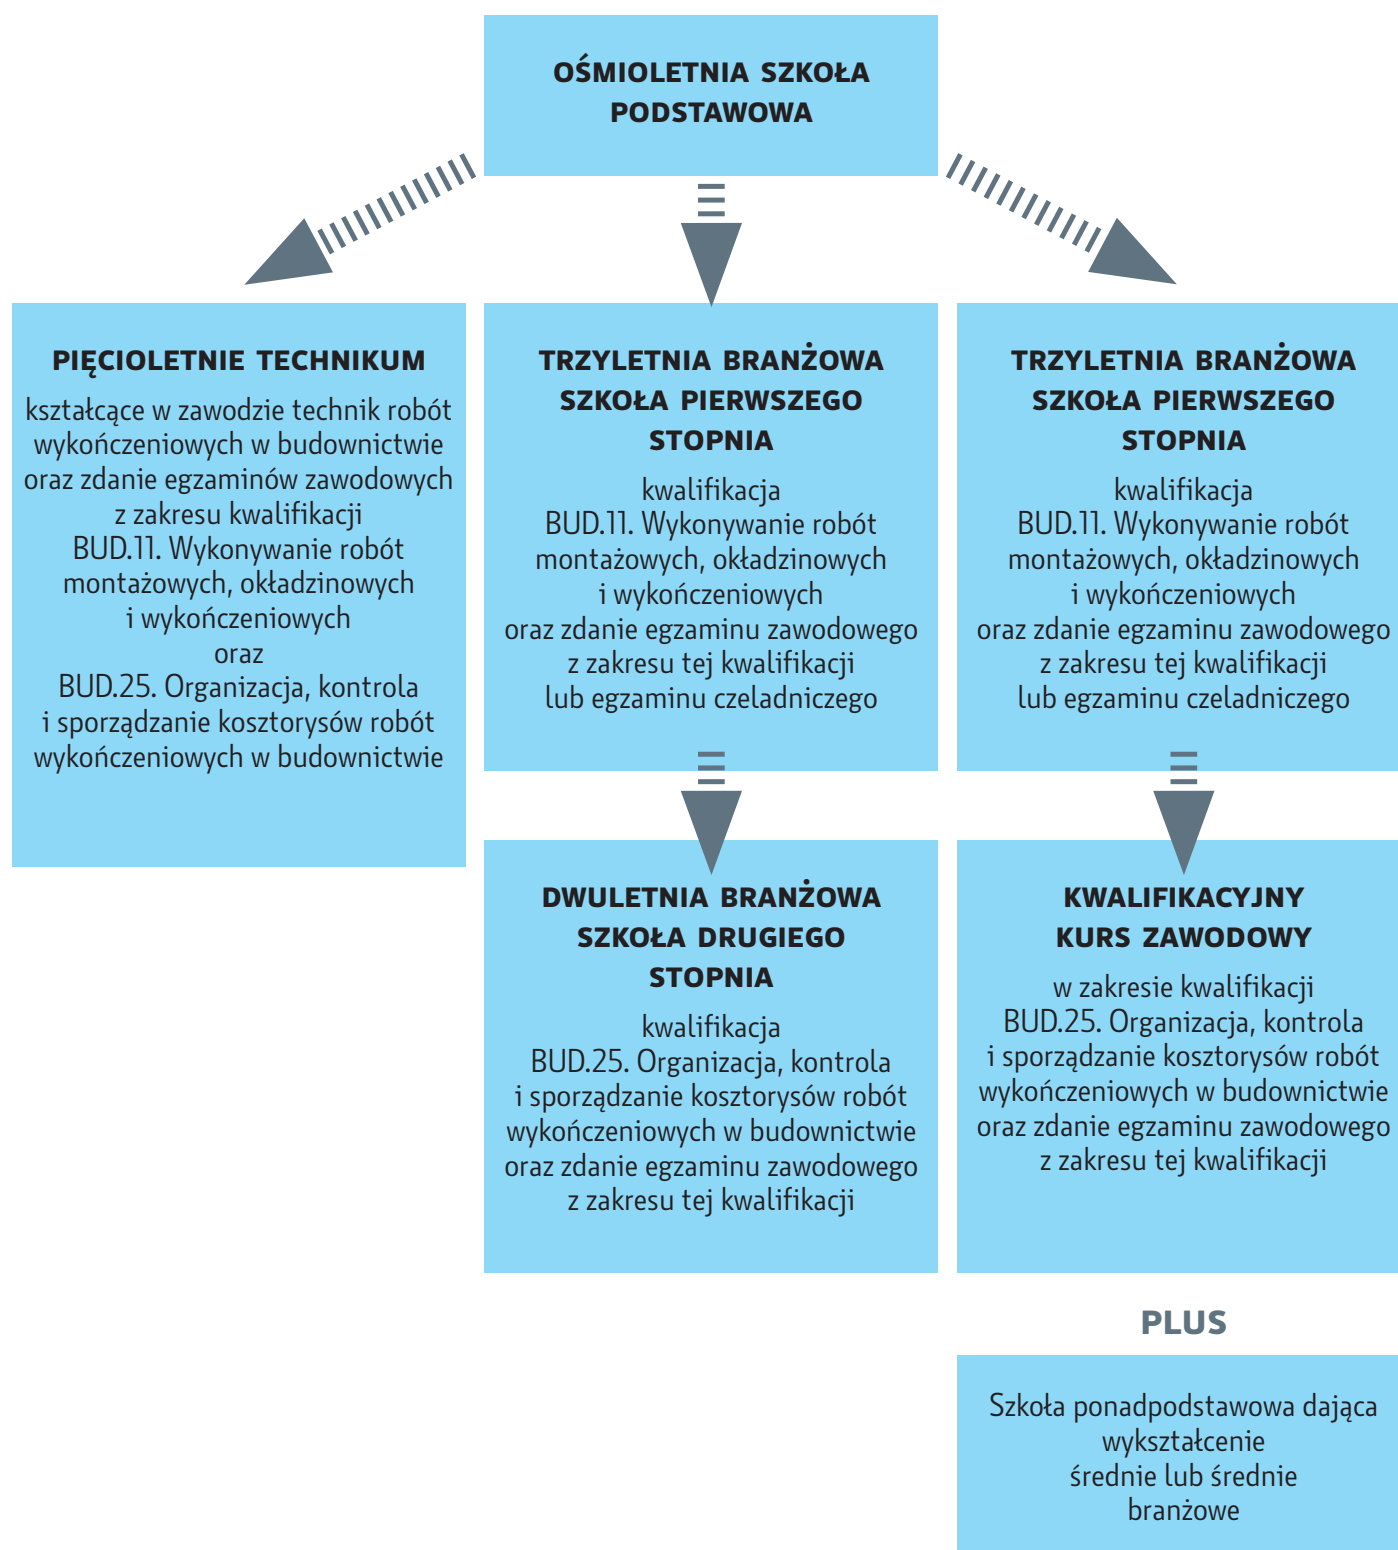 OŚMIOLETNIA SZKOŁA
PODSTAWOWA
PIĘCIOLETNIE TECHNIKUM
kształcące w zawodzie technik robót
wykończeniowych w budownictwie
oraz zdanie egzaminów zawodowych
z zakresu kwalifikacji
BUD.11. Wykonywanie robót
montażowych, okładzinowych
i wykończeniowych
oraz
BUD.25. Organizacja, kontrola
i sporządzanie kosztorysów robót
wykończeniowych w budownictwie
TRZYLETNIA BRANŻOWA
SZKOŁA PIERWSZEGO
STOPNIA
kwalifikacja
BUD.11. Wykonywanie robót
montażowych, okładzinowych
i wykończeniowych
oraz zdanie egzaminu zawodowego
z zakresu tej kwalifikacji
lub egzaminu czeladniczego
TRZYLETNIA BRANŻOWA
SZKOŁA PIERWSZEGO
STOPNIA
kwalifikacja
BUD.11. Wykonywanie robót
montażowych, okładzinowych
i wykończeniowych
oraz zdanie egzaminu zawodowego
z zakresu tej kwalifikacji
lub egzaminu czeladniczego
DWULETNIA BRANŻOWA
SZKOŁA DRUGIEGO
STOPNIA
kwalifikacja
BUD.25. Organizacja, kontrola
i sporządzanie kosztorysów robót
wykończeniowych w budownictwie
oraz zdanie egzaminu zawodowego
z zakresu tej kwalifikacji
KWALIFIKACYJNY
KURS ZAWODOWY
w zakresie kwalifikacji
BUD.25. Organizacja, kontrola
i sporządzanie kosztorysów robót
wykończeniowych w budownictwie
oraz zdanie egzaminu zawodowego
z zakresu tej kwalifikacji
PLUS
Szkoła ponadpodstawowa dająca
wykształcenie
średnie lub średnie
branżowe